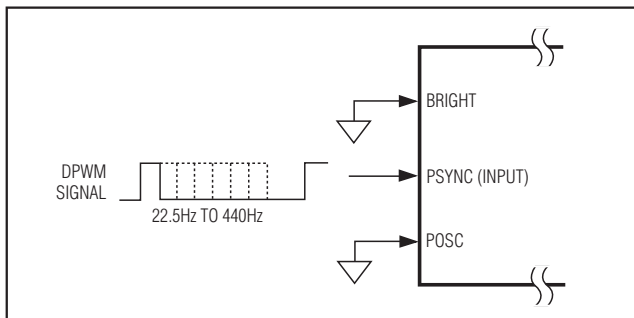 BRIGHT
DPWM
SIGNAL
PSYNC (INPUT)
22.5Hz TO 440Hz
POSC